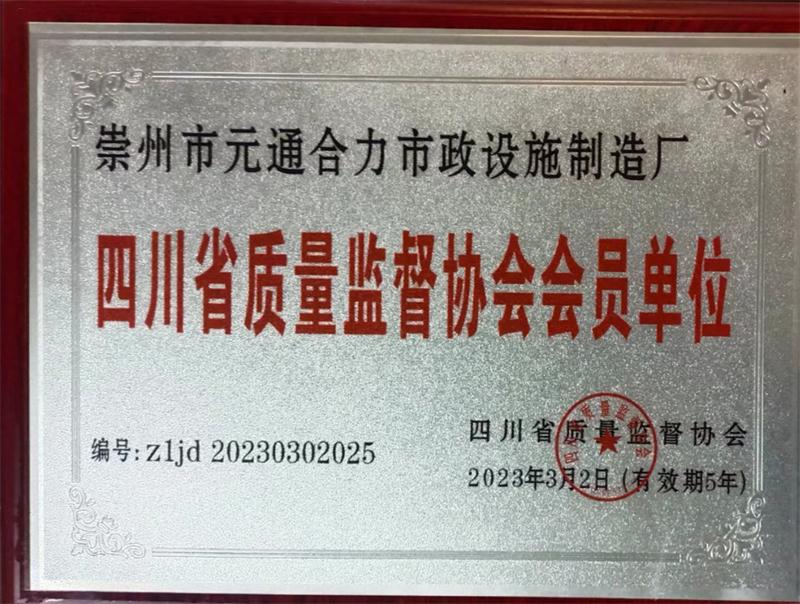 崇州市元通合力市政设施制造厂
四川省质量监督协会会员单位
编号:z1jd 20230302025
四川省质量监督协会
2023年3月2日(有效期5年)